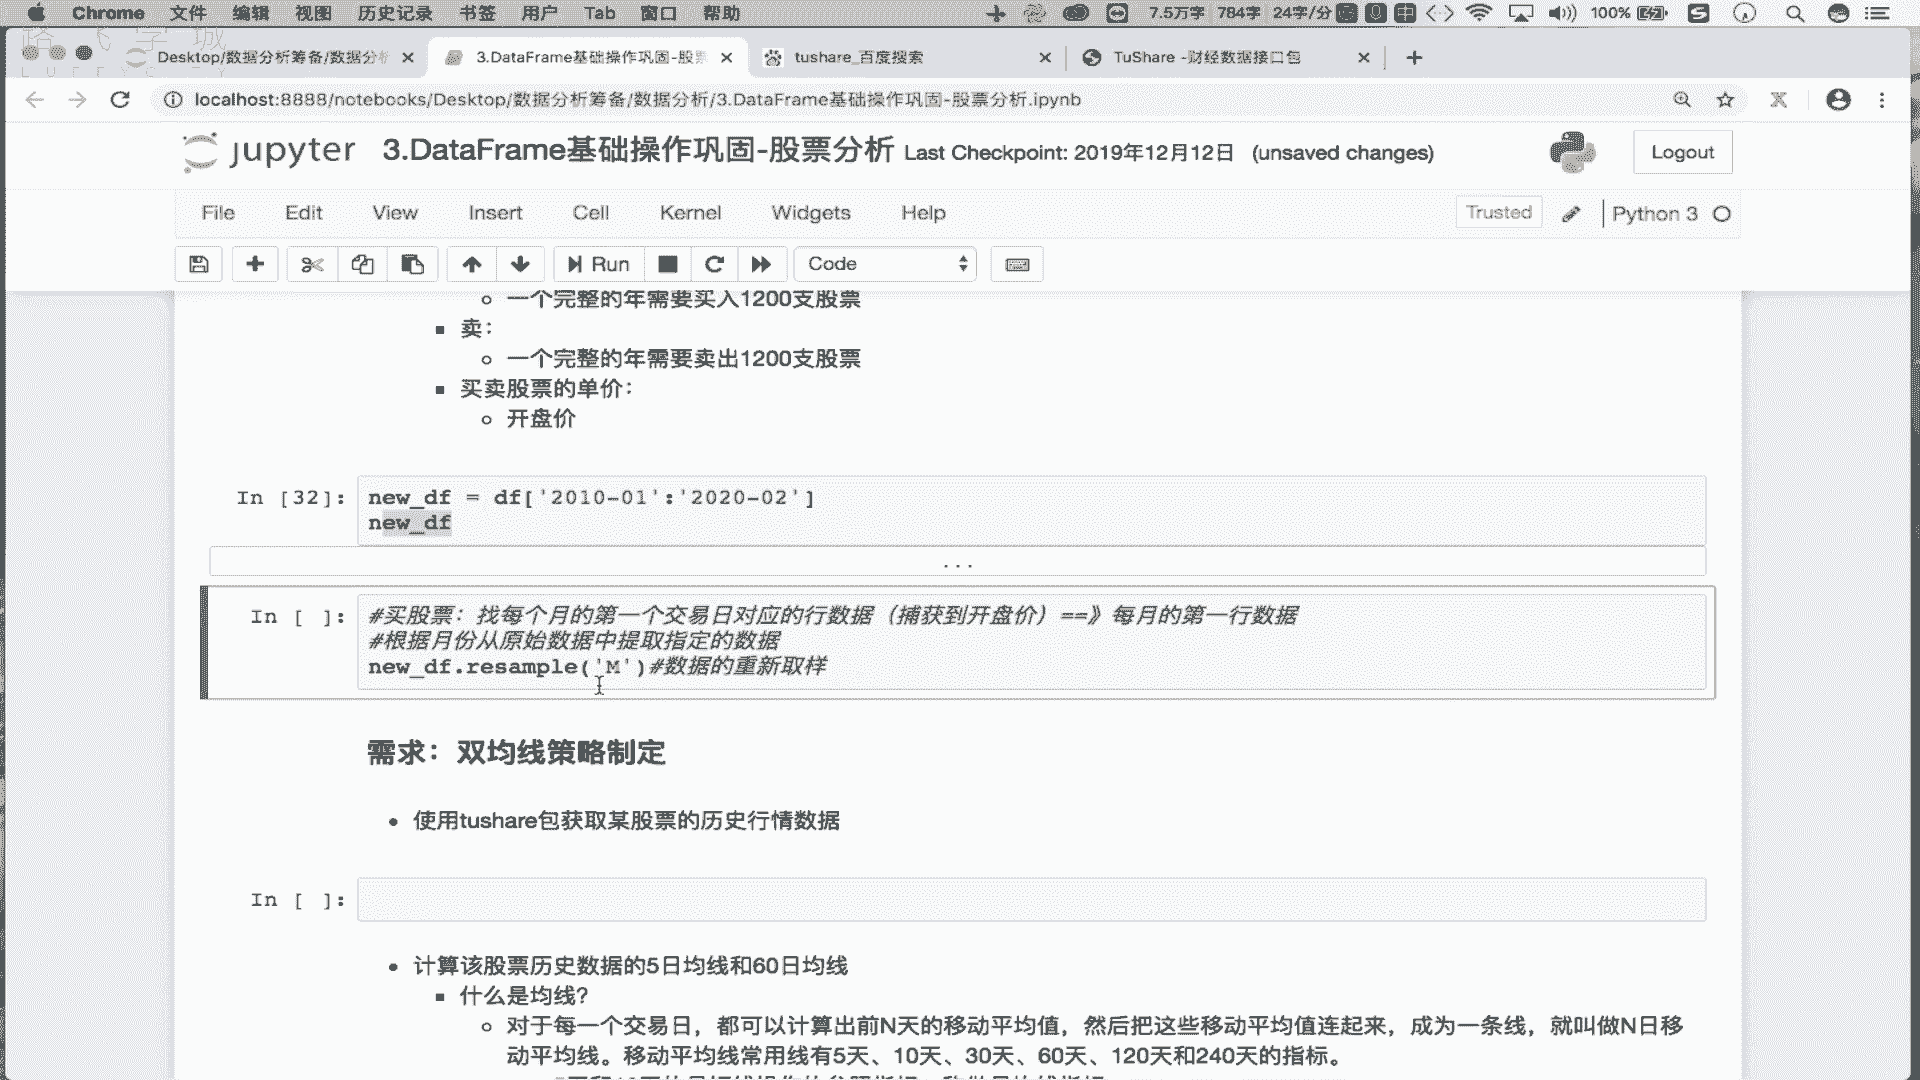 Chrome 文件 编辑 视图 历史记录 书签 用户 Tab 窗口 帮助 7.5万字 784字 24字/分 中 100%
Desktop/数据分析筹备/数据分析 3.DataFrame基础操作巩固-股票 tushare_百度搜索 TuShare -财经数据接口包
localhost:8888/notebooks/Desktop/数据分析筹备/数据分析/3.DataFrame基础操作巩固-股票分析.ipynb
jupyter 3.DataFrame基础操作巩固-股票分析 Last Checkpoint: 2019年12月12日 (unsaved changes) Logout
File Edit View Insert Cell Kernel Widgets Help Trusted Python 3
Run Code
一个完整的年需要买入1200支股票
卖：
一个完整的年需要卖出1200支股票
买卖股票的单价：
开盘价
In [32]: new_df = df['2010-01':'2020-02']
new_df
...
In [ ]: #买股票：找每个月的第一个交易日对应的行数据（捕获到开盘价）==》每月的第一行数据
#根据月份从原始数据中提取指定的数据
new_df.resample('M')#数据的重新取样
需求：双均线策略制定
使用tushare包获取某股票的历史行情数据
In [ ]:
计算该股票历史数据的5日均线和60日均线
什么是均线？
对于每一个交易日，都可以计算出前N天的移动平均值，然后把这些移动平均值连起来，成为一条线，就叫做N日移
动平均线。移动平均线常用线有5天、10天、30天、60天、120天和240天的指标。